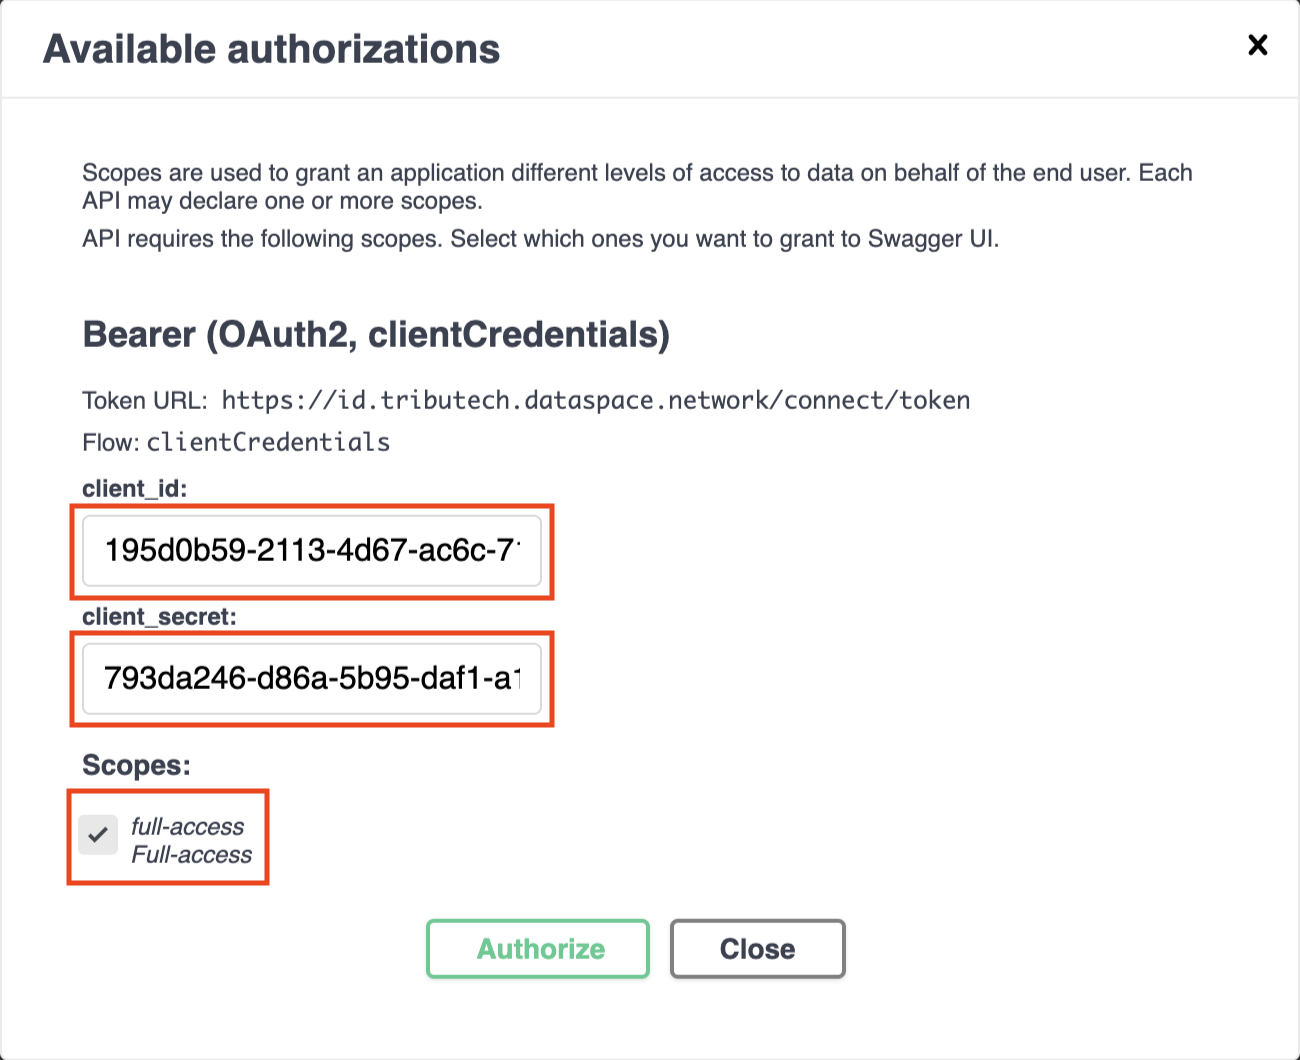 Available authorizations
Scopes are used to grant an application different levels of access to data on behalf of the end user. Each
API may declare one or more scopes.
API requires the following scopes. Select which ones you want to grant to Swagger UI.
Bearer (OAuth2, clientCredentials)
Token URL: https://id.tributech.dataspace.network/connect/token
Flow: clientCredentials
client_id:
195d0b59-2113-4d67-ac6c-71
client_secret:
793da246-d86a-5b95-daf1-a1
Scopes:
full-access
Full-access
Authorize
Close